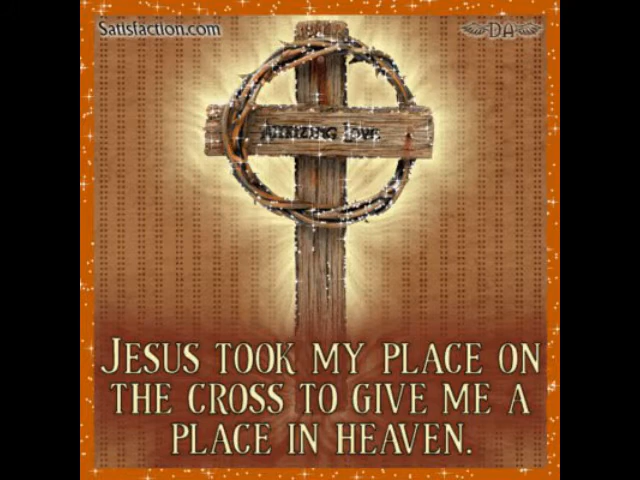 Satisfaction.com
DA
Amazing Love
Jesus took my place on
the cross to give me a
place in heaven.